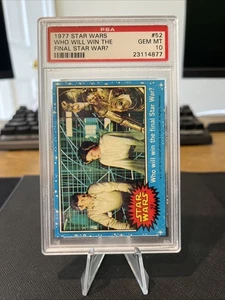 PSA
1977 STAR WARS #52
WHO WILL WIN THE GEM MT
FINAL STAR WAR? 10
23114877
Who will win the final Star War?
STAR
WARS